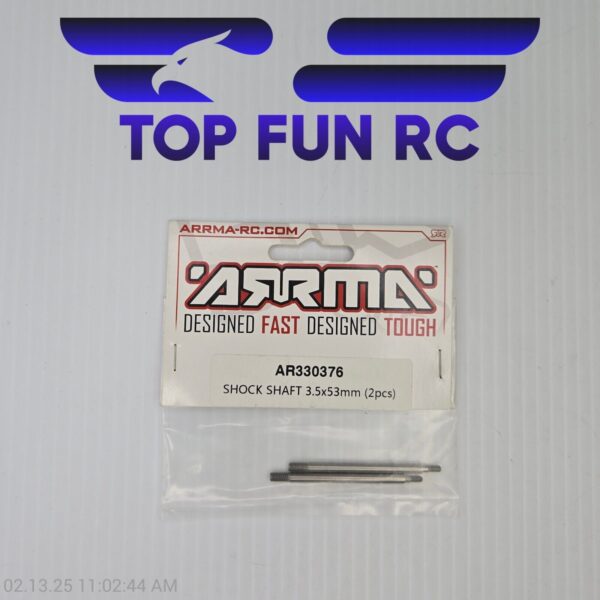 TOP FUN RC
ARRMA-RC.COM
ARRMA
DESIGNED FAST DESIGNED TOUGH
AR330376
SHOCK SHAFT 3.5x53mm (2pcs)
02.13.25 11:02:44 AM